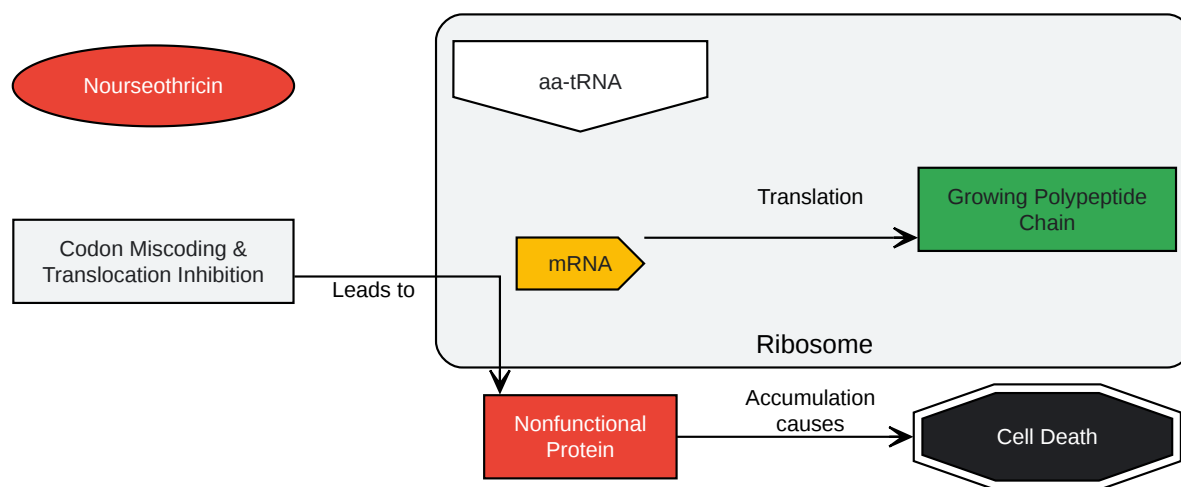 Nourseothricin
aa-tRNA
Translation
Growing Polypeptide
Chain
Codon Miscoding &
Translocation Inhibition
mRNA
Leads to
Ribosome
Accumulation
causes
Nonfunctional
Protein
Cell Death